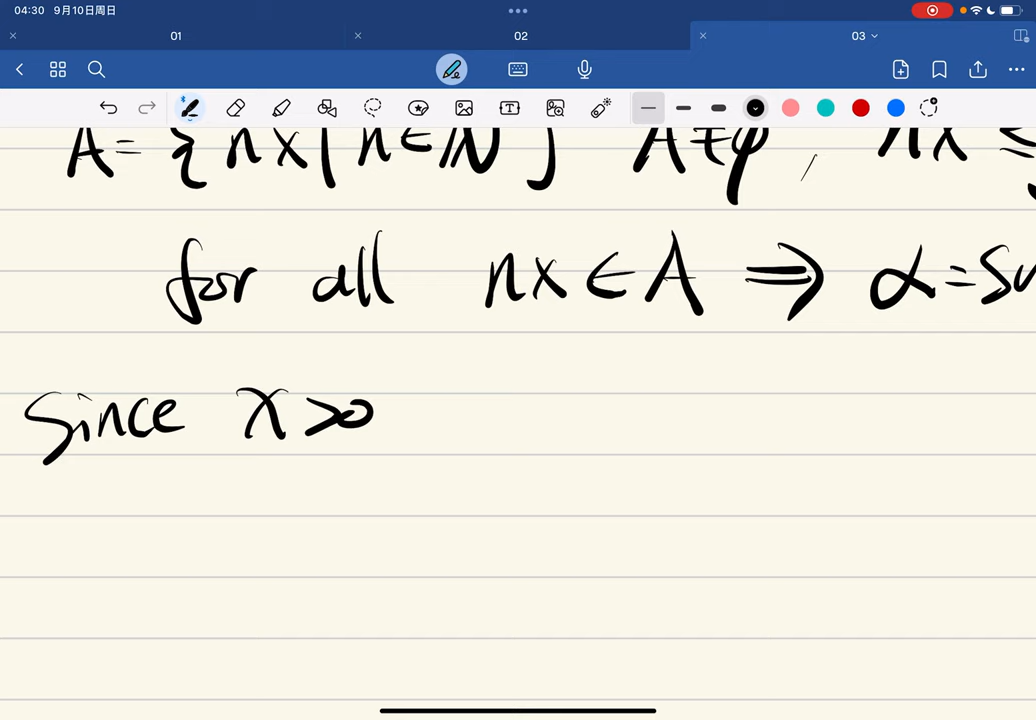 04:30 9月10日周日
01 02 03
A = { nx | n ∈ N } A ≠ φ, nx ≤
for all nx ∈ A ⇒ α = Su
Since x > 0